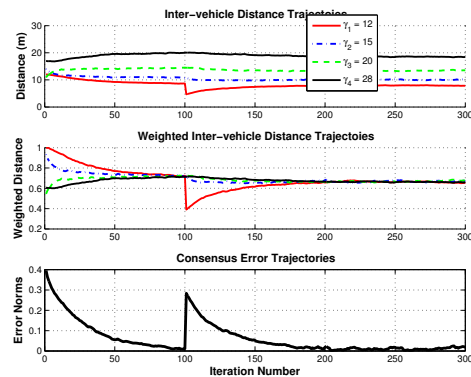 Inter-vehicle Distance Trajectories
Distance (m)
30
20
10
0
0 50 100 150 200 250 300
γ1 = 12
γ2 = 15
γ3 = 20
γ4 = 28
Weighted Inter-vehicle Distance Trajectoies
Weighted Distance
1
0.8
0.6
0.4
0.2
0 50 100 150 200 250 300
Consensus Error Trajectories
Error Norms
0.4
0.3
0.2
0.1
0
0 50 100 150 200 250 300
Iteration Number